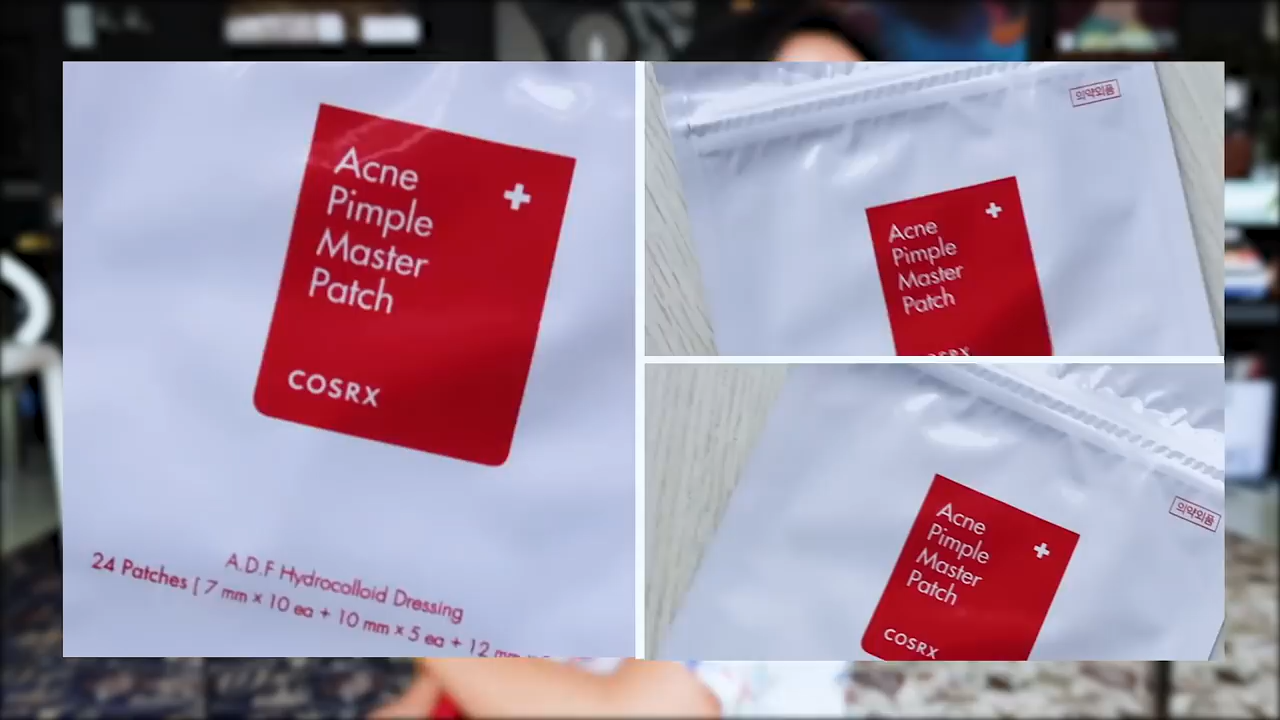 Acne
Pimple
Master
Patch
COSRX
A.D.F Hydrocolloid Dressing
24 Patches [ 7 mm × 10 ea + 10 mm × 5 ea + 12
의약외품
Acne
Pimple
Master
Patch
COSRX
의약외품
Acne
Pimple
Master
Patch
COSRX